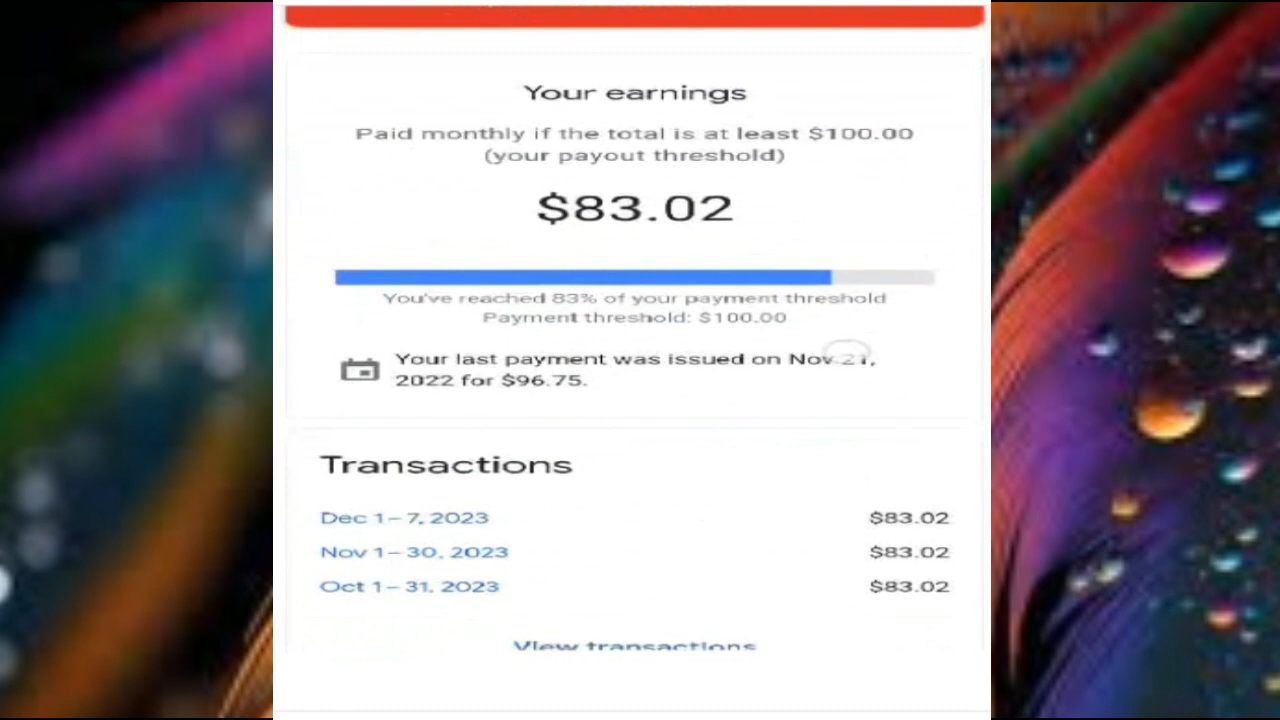 Your earnings
Paid monthly if the total is at least $100.00
(your payout threshold)
$83.02
You've reached 83% of your payment threshold
Payment threshold: $100.00
Your last payment was issued on Nov 21,
2022 for $96.75.
Transactions
Dec 1 – 7, 2023 $83.02
Nov 1 – 30, 2023 $83.02
Oct 1 – 31, 2023 $83.02
View transactions